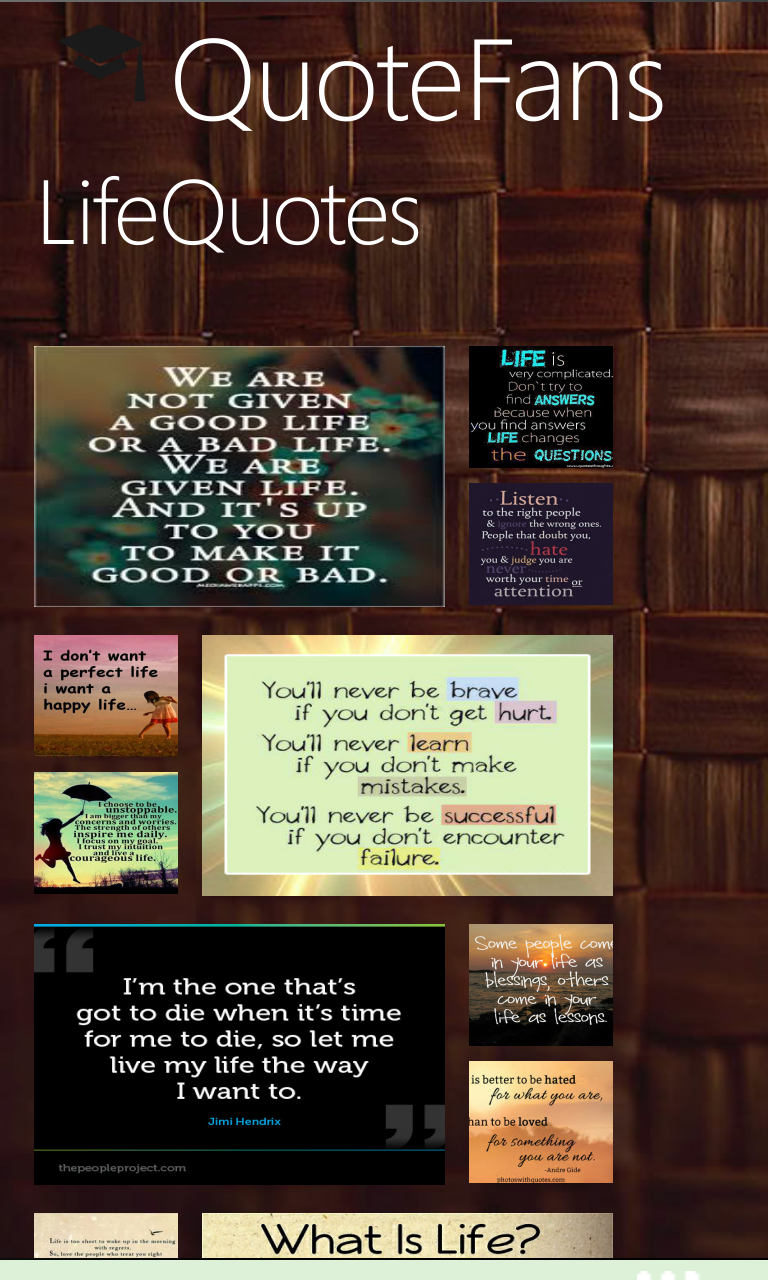 QuoteFans
LifeQuotes
WE ARE
NOT GIVEN
A GOOD LIFE
OR A BAD LIFE.
WE ARE
GIVEN LIFE.
AND IT'S UP
TO YOU
TO MAKE IT
GOOD OR BAD.
LIFE is
very complicated.
Don`t try to
find ANSWERS
Because when
you find answers
LIFE changes
the QUESTIONS
Listen
to the right people
& ignore the wrong ones.
People that doubt you,
hate
you & judge you are
never
worth your time or
attention
I don't want
a perfect life
i want a
happy life...
I choose to be
unstoppable.
I am bigger than my
concerns and worries.
The strength of others
inspire me daily.
I focus on my goal.
I trust my intuition
and live a
courageous life.
You'll never be brave
if you don't get hurt.
You'll never learn
if you don't make
mistakes.
You'll never be successful
if you don't encounter
failure.
“
I’m the one that’s
got to die when it’s time
for me to die, so let me
live my life the way
I want to.
Jimi Hendrix
”
thepeopleproject.com
Some people come
in your life as
blessings, others
come in your
life as lessons.
is better to be hated
for what you are,
han to be loved
for something
you are not.
-Andre Gide
photoswithquotes.com
Life is too short to wake up in the morning
with regrets.
So, love the people who treat you right
What Is Life?